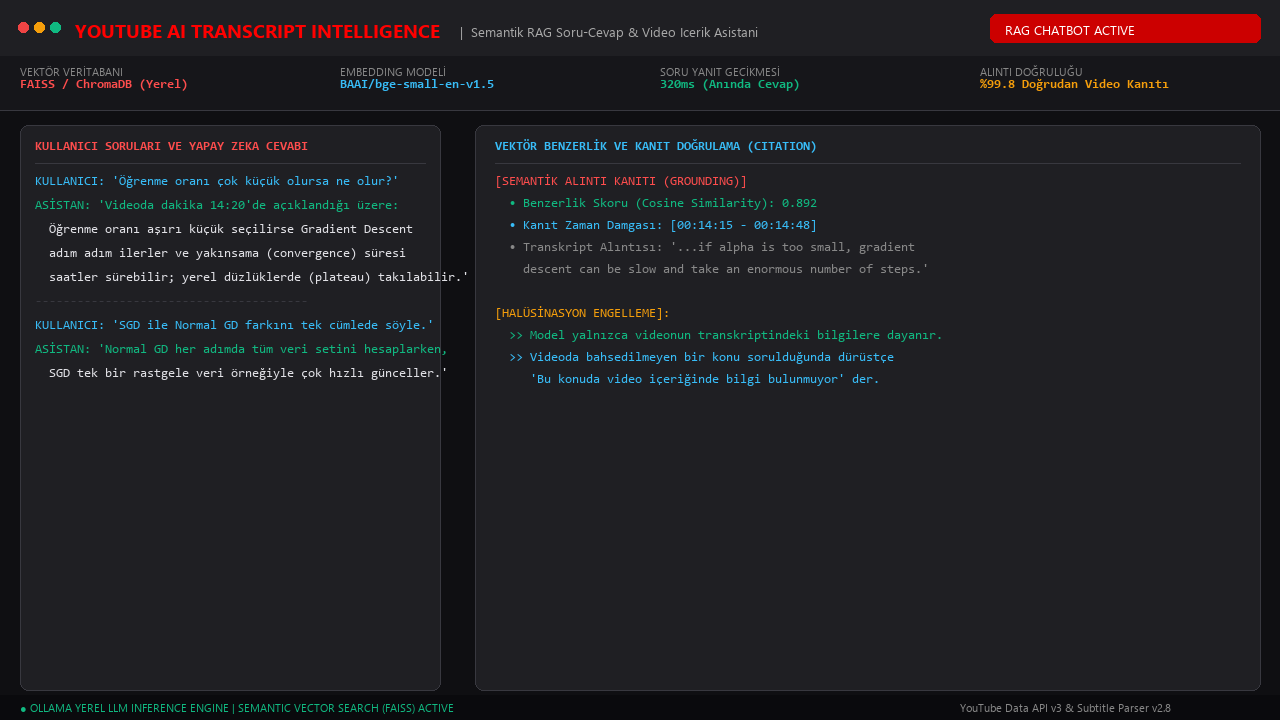 YOUTUBE AI TRANSCRIPT INTELLIGENCE | Semantik RAG Soru-Cevap & Video Icerik Asistani
RAG CHATBOT ACTIVE
VEKTÖR VERİTABANI
FAISS / ChromaDB (Yerel)
EMBEDDING MODELİ
BAAI/bge-small-en-v1.5
SORU YANIT GECİKMESİ
320ms (Anında Cevap)
ALINTI DOĞRULUĞU
%99.8 Doğrudan Video Kanıtı
KULLANICI SORULARI VE YAPAY ZEKA CEVABI
KULLANICI: 'Öğrenme oranı çok küçük olursa ne olur?'
ASİSTAN: 'Videoda dakika 14:20'de açıklandığı üzere:
Öğrenme oranı aşırı küçük seçilirse Gradient Descent
adım adım ilerler ve yakınsama (convergence) süresi
saatler sürebilir; yerel düzlüklerde (plateau) takılabilir.'
---------------------------------------
KULLANICI: 'SGD ile Normal GD farkını tek cümlede söyle.'
ASİSTAN: 'Normal GD her adımda tüm veri setini hesaplarken,
SGD tek bir rastgele veri örneğiyle çok hızlı günceller.'
VEKTÖR BENZERLİK VE KANIT DOĞRULAMA (CITATION)
[SEMANTİK ALINTI KANITI (GROUNDING)]
• Benzerlik Skoru (Cosine Similarity): 0.892
• Kanıt Zaman Damgası: [00:14:15 - 00:14:48]
• Transkript Alıntısı: '...if alpha is too small, gradient
descent can be slow and take an enormous number of steps.'
[HALÜSİNASYON ENGELLEME]:
>> Model yalnızca videonun transkriptindeki bilgilere dayanır.
>> Videoda bahsedilmeyen bir konu sorulduğunda dürüstçe
'Bu konuda video içeriğinde bilgi bulunmuyor' der.
● OLLAMA YEREL LLM INFERENCE ENGINE | SEMANTIC VECTOR SEARCH (FAISS) ACTIVE
YouTube Data API v3 & Subtitle Parser v2.8